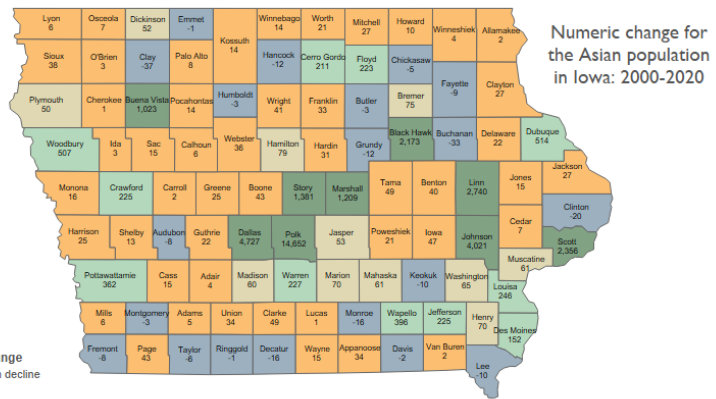 Numeric change for
the Asian population
in Iowa: 2000-2020
Lyon
6
Osceola
7
Dickinson
52
Emmet
-1
Winnebago
14
Worth
21
Mitchell
27
Howard
10
Winneshiek
4
Allamakee
2
Kossuth
14
Sioux
38
O'Brien
3
Clay
-37
Palo Alto
8
Hancock
-12
Cerro Gordo
211
Floyd
223
Chickasaw
-5
Fayette
-9
Clayton
27
Plymouth
50
Cherokee
1
Buena Vista
1,023
Pocahontas
14
Humboldt
-3
Wright
41
Franklin
33
Butler
-3
Bremer
75
Woodbury
507
Ida
3
Sac
15
Calhoun
6
Webster
36
Hamilton
79
Hardin
31
Grundy
-12
Black Hawk
2,173
Buchanan
-33
Delaware
22
Dubuque
514
Monona
16
Crawford
225
Carroll
2
Greene
25
Boone
43
Story
1,381
Marshall
1,209
Tama
49
Benton
40
Linn
2,740
Jones
15
Jackson
27
Clinton
-20
Harrison
25
Shelby
13
Audubon
-8
Guthrie
22
Dallas
4,727
Polk
14,652
Jasper
53
Poweshiek
21
Iowa
47
Johnson
4,021
Cedar
7
Scott
2,356
Muscatine
61
Pottawattamie
362
Cass
15
Adair
4
Madison
60
Warren
227
Marion
70
Mahaska
61
Keokuk
-10
Washington
65
Louisa
246
Mills
6
Montgomery
-3
Adams
5
Union
34
Clarke
49
Lucas
1
Monroe
-16
Wapello
396
Jefferson
225
Henry
70
Des Moines
152
Fremont
-8
Page
43
Taylor
-6
Ringgold
-1
Decatur
-16
Wayne
15
Appanoose
34
Davis
-2
Van Buren
2
Lee
-10
decline